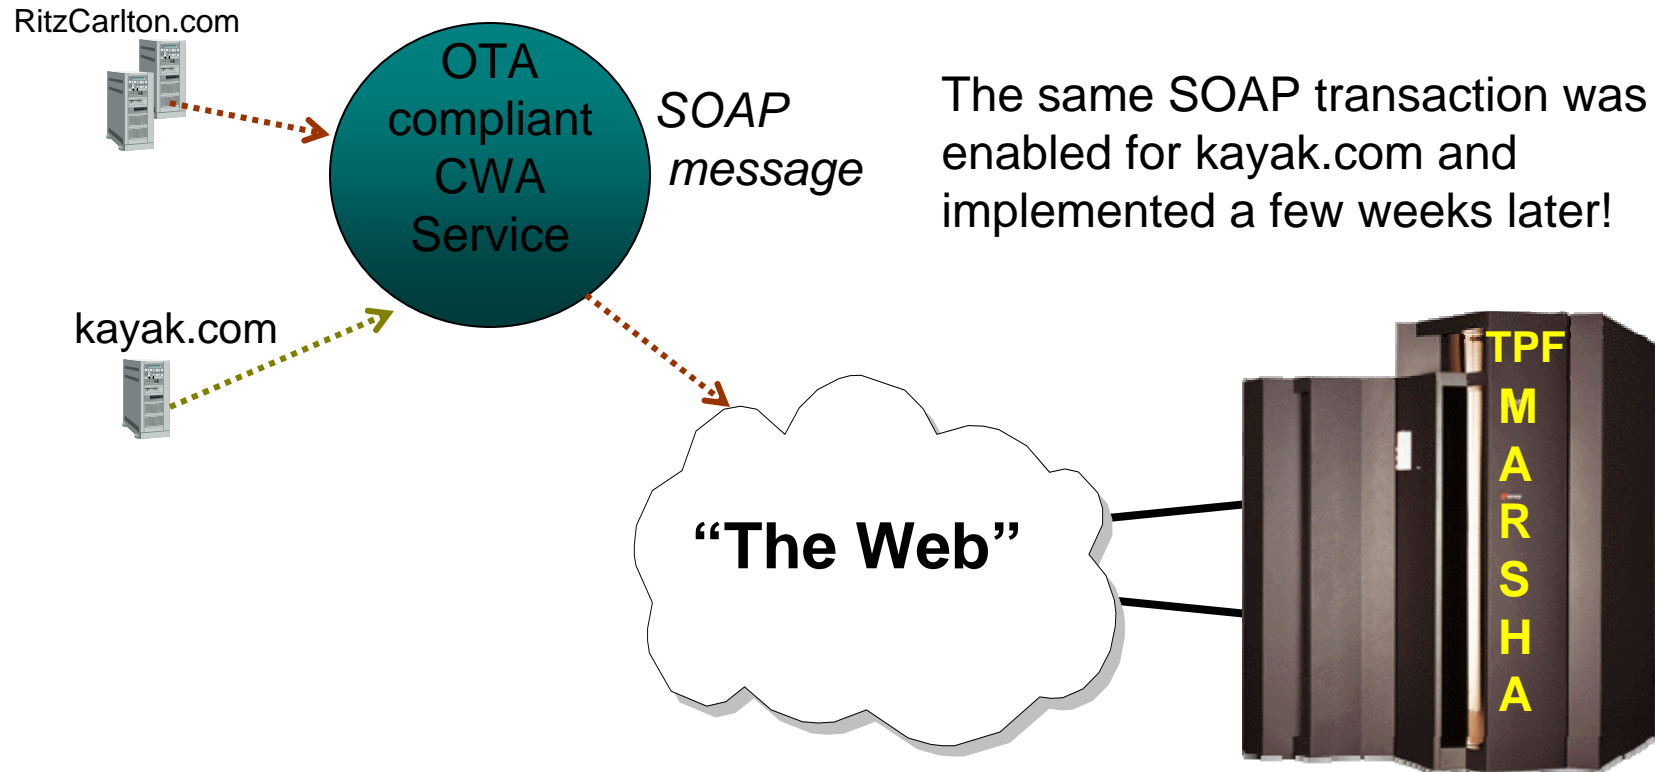 RitzCarlton.com
OTA
compliant
CWA
Service
SOAP
message
The same SOAP transaction was
enabled for kayak.com and
implemented a few weeks later!
kayak.com
“The Web”
TPF
M
A
R
S
H
A